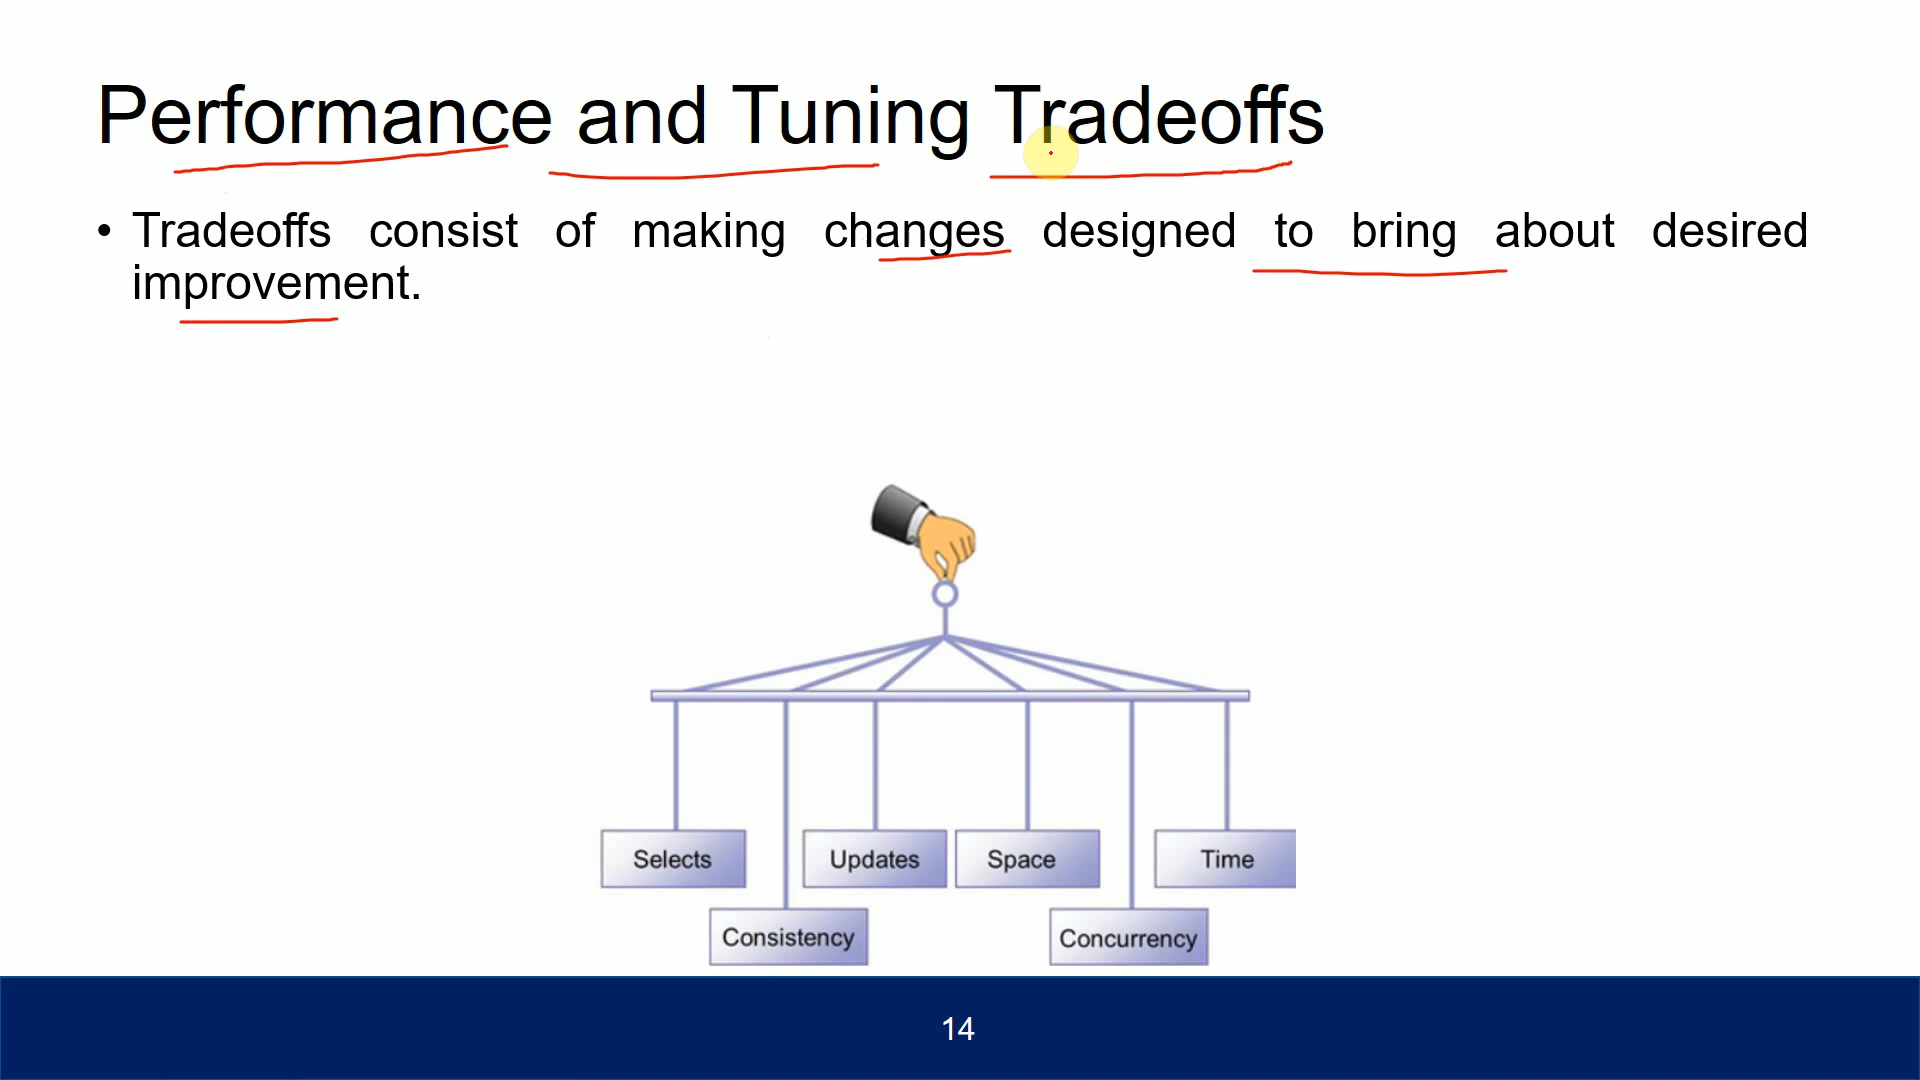 Performance and Tuning Tradeoffs
• Tradeoffs consist of making changes designed to bring about desired
improvement.
Selects
Updates
Space
Time
Consistency
Concurrency
14